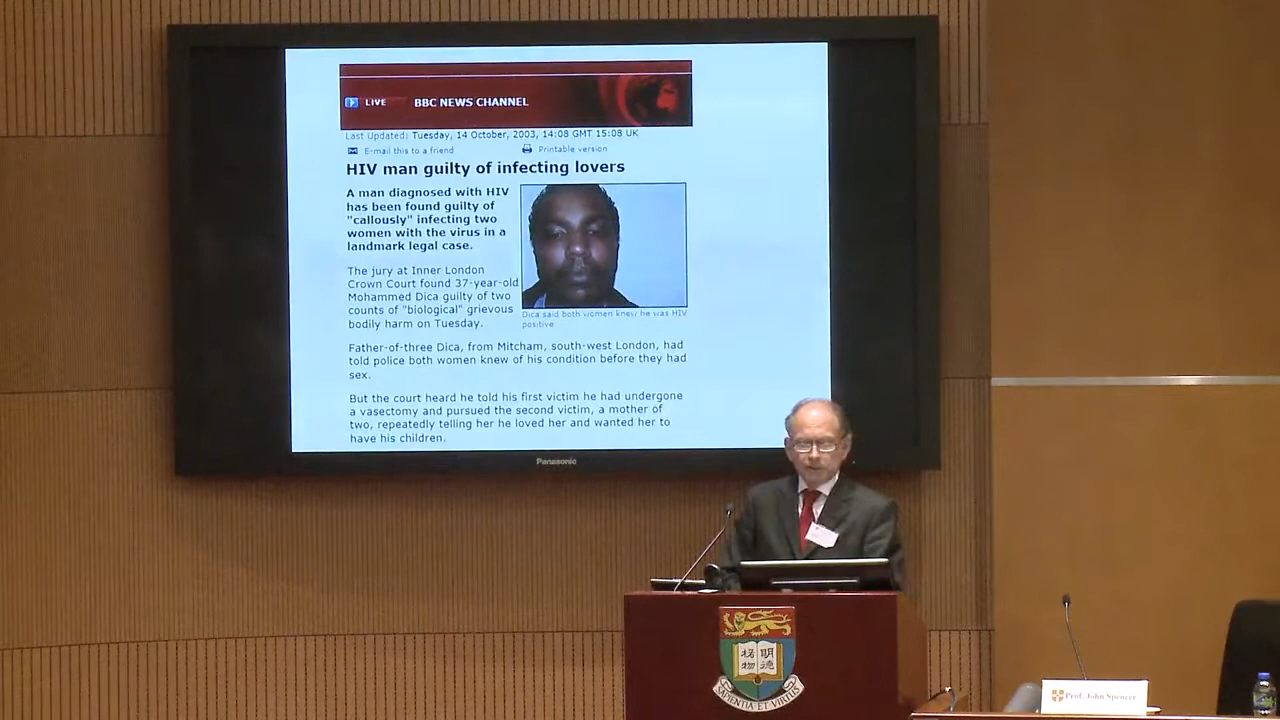 LIVE BBC NEWS CHANNEL
Last Updated: Tuesday, 14 October, 2003, 14:08 GMT 15:08 UK
E-mail this to a friend Printable version
HIV man guilty of infecting lovers
A man diagnosed with HIV
has been found guilty of
"callously" infecting two
women with the virus in a
landmark legal case.
The jury at Inner London
Crown Court found 37-year-old
Mohammed Dica guilty of two
counts of "biological" grievous
bodily harm on Tuesday.
Dica said both women knew he was HIV
positive
Father-of-three Dica, from Mitcham, south-west London, had
told police both women knew of his condition before they had
sex.
But the court heard he told his first victim he had undergone
a vasectomy and pursued the second victim, a mother of
two, repeatedly telling her he loved her and wanted her to
have his children.
Panasonic
明德
格物
SAPIENTIA ET VIRTUS
Prof. John Spencer